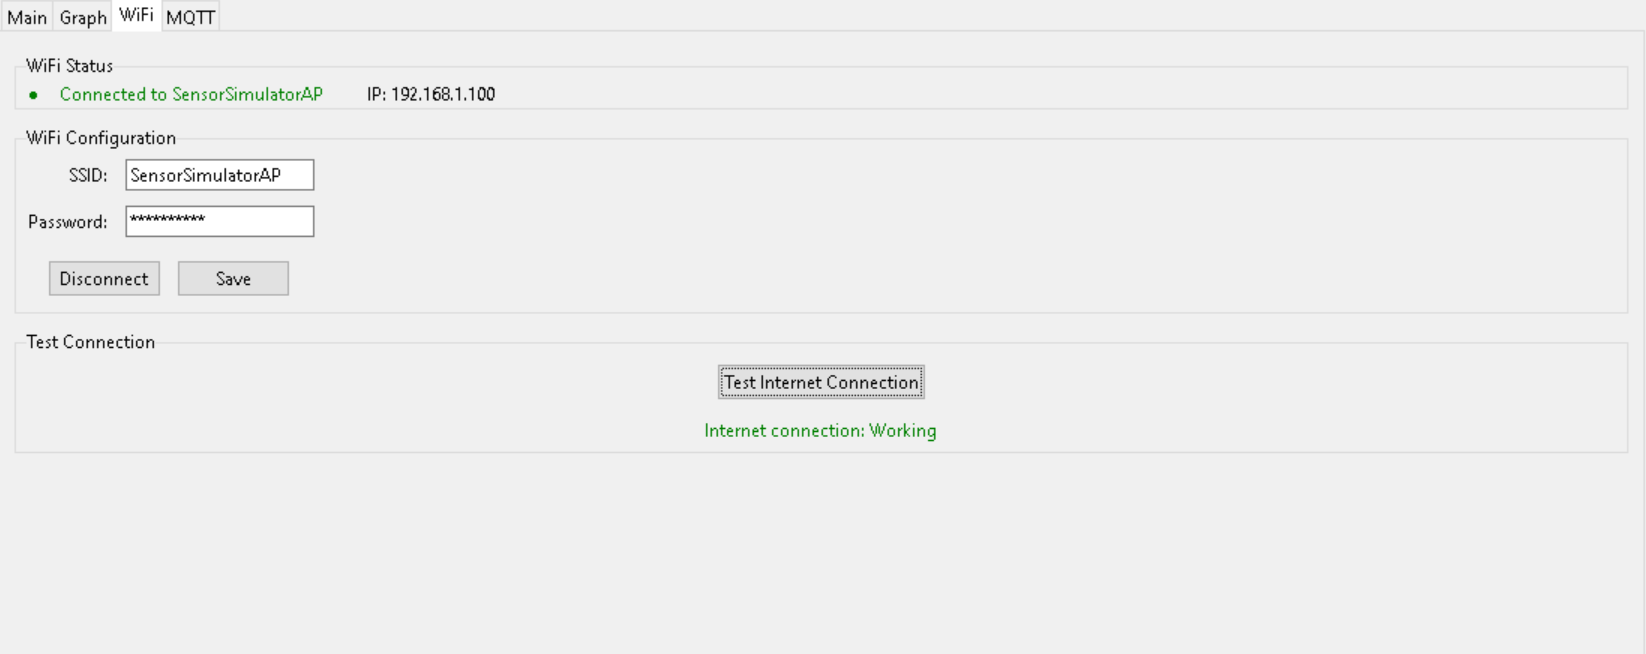 Main Graph WiFi MQTT
WiFi Status
● Connected to SensorSimulatorAP IP: 192.168.1.100
WiFi Configuration
SSID: SensorSimulatorAP
Password: **********
Disconnect Save
Test Connection
Test Internet Connection
Internet connection: Working